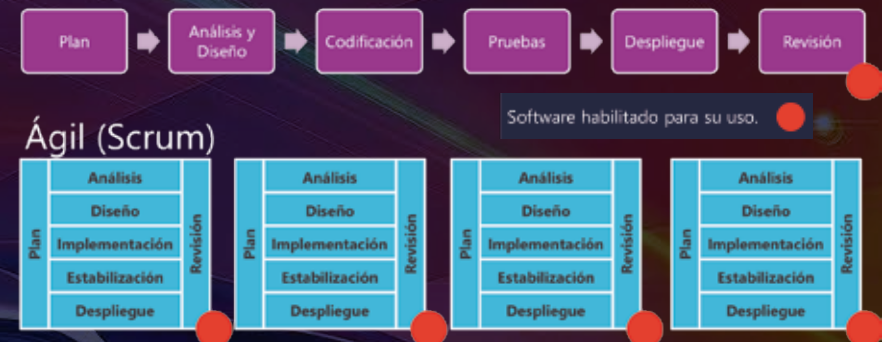 Plan
Análisis y
Diseño
Codificación
Pruebas
Despliegue
Revisión
Software habilitado para su uso.
Ágil (Scrum)
Plan
Análisis
Diseño
Implementación
Estabilización
Despliegue
Revisión
Plan
Análisis
Diseño
Implementación
Estabilización
Despliegue
Revisión
Plan
Análisis
Diseño
Implementación
Estabilización
Despliegue
Revisión
Plan
Análisis
Diseño
Implementación
Estabilización
Despliegue
Revisión